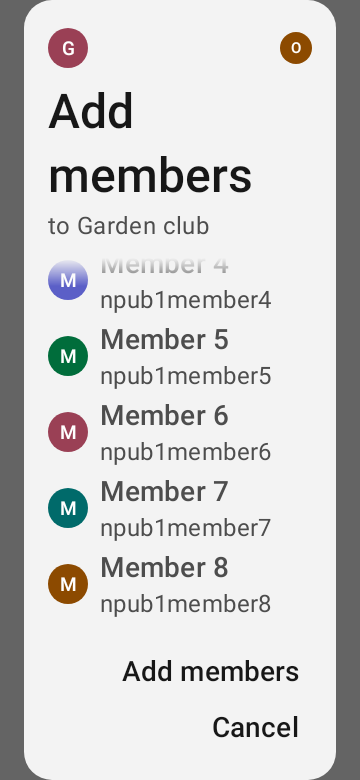 G
O
Add
members
to Garden club
Member 4
M
npub1member4
Member 5
M
npub1member5
Member 6
M
npub1member6
Member 7
M
npub1member7
Member 8
M
npub1member8
Add members
Cancel